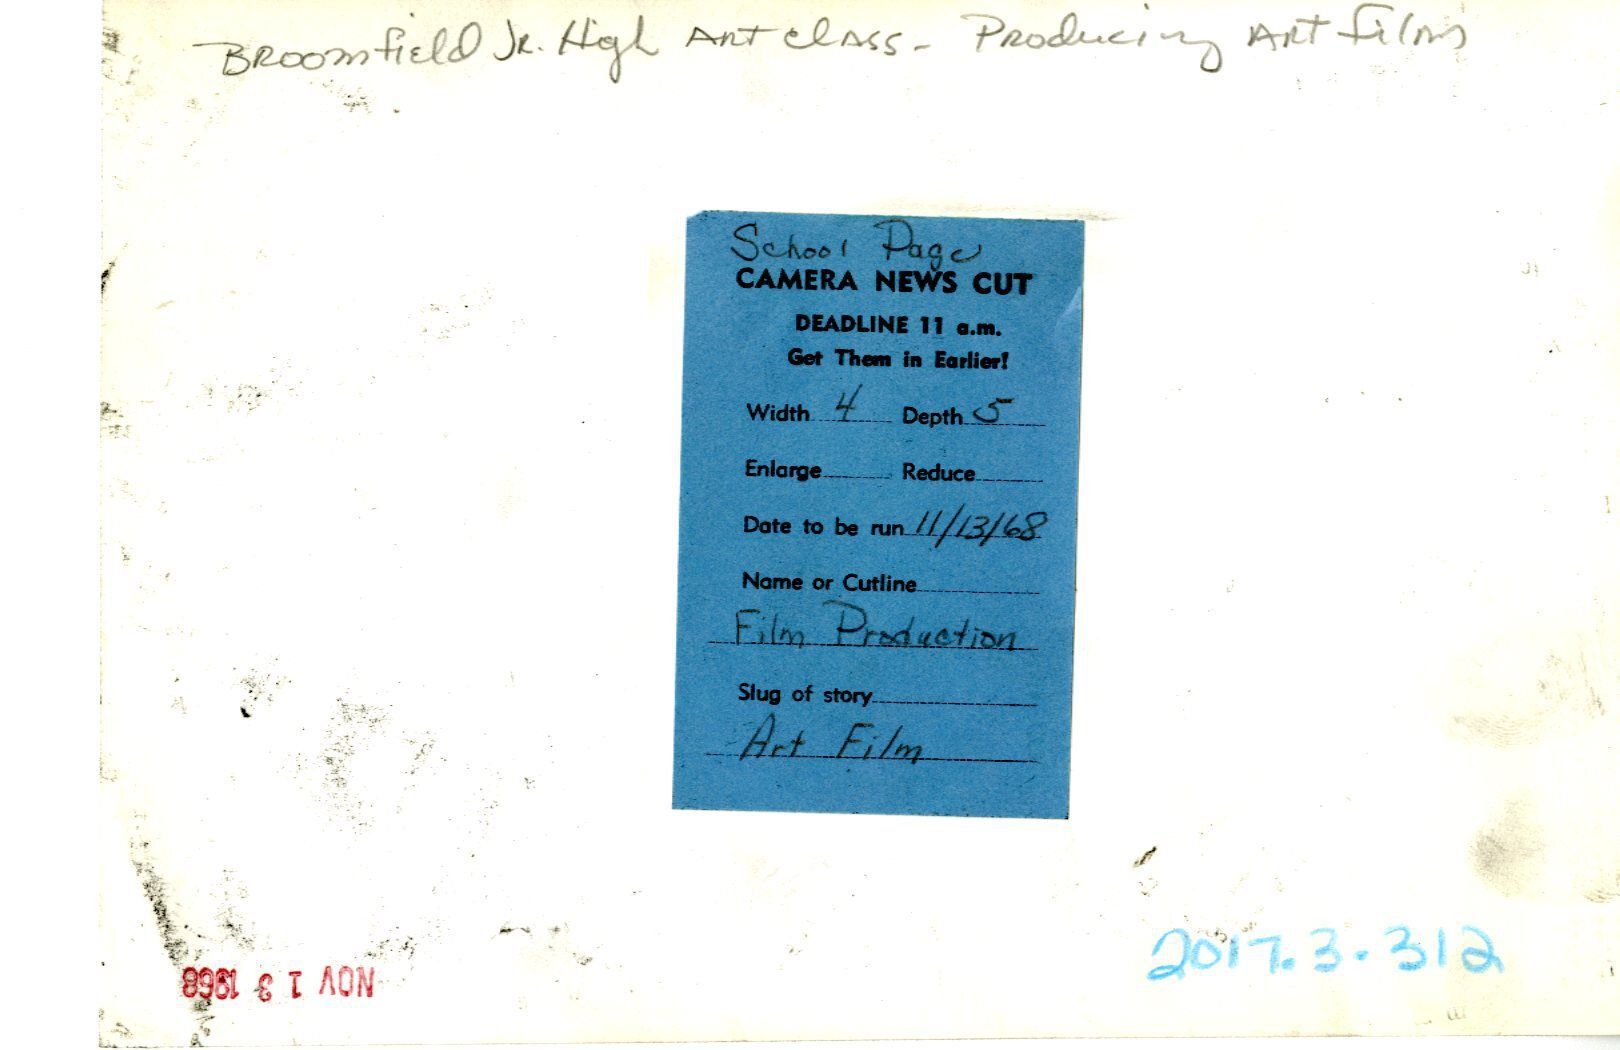 Broomfield Jr. High Art class - Producing Art films
School Page
CAMERA NEWS CUT
DEADLINE 11 a.m.
Get Them in Earlier!
Width 4 Depth 5
Enlarge Reduce
Date to be run 11/13/68
Name or Cutline
Film Production
Slug of story
Art Film
2017.3.312
NOV 13 1968